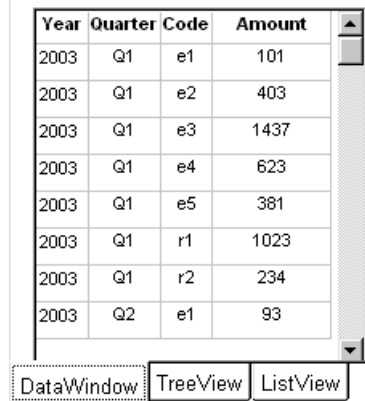 Year Quarter Code Amount
2003 Q1 e1 101
2003 Q1 e2 403
2003 Q1 e3 1437
2003 Q1 e4 623
2003 Q1 e5 381
2003 Q1 r1 1023
2003 Q1 r2 234
2003 Q2 e1 93
DataWindow TreeView ListView